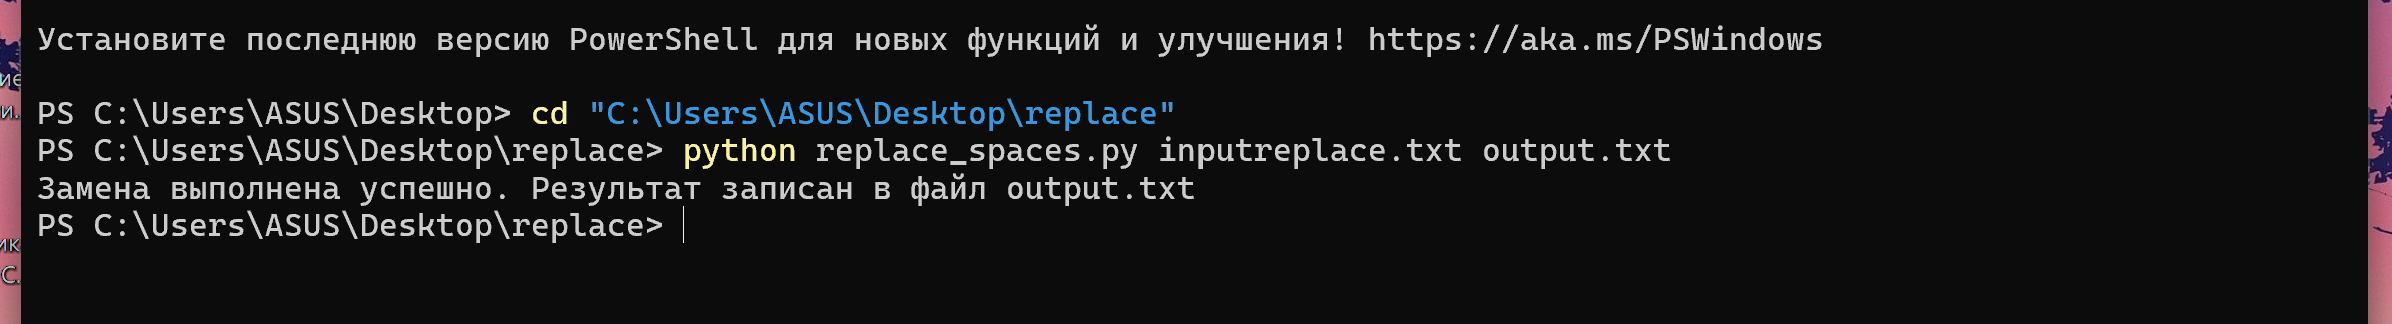 Установите последнюю версию PowerShell для новых функций и улучшения! https://aka.ms/PSWindows
PS C:\Users\ASUS\Desktop> cd "C:\Users\ASUS\Desktop\replace"
PS C:\Users\ASUS\Desktop\replace> python replace_spaces.py inputreplace.txt output.txt
Замена выполнена успешно. Результат записан в файл output.txt
PS C:\Users\ASUS\Desktop\replace>